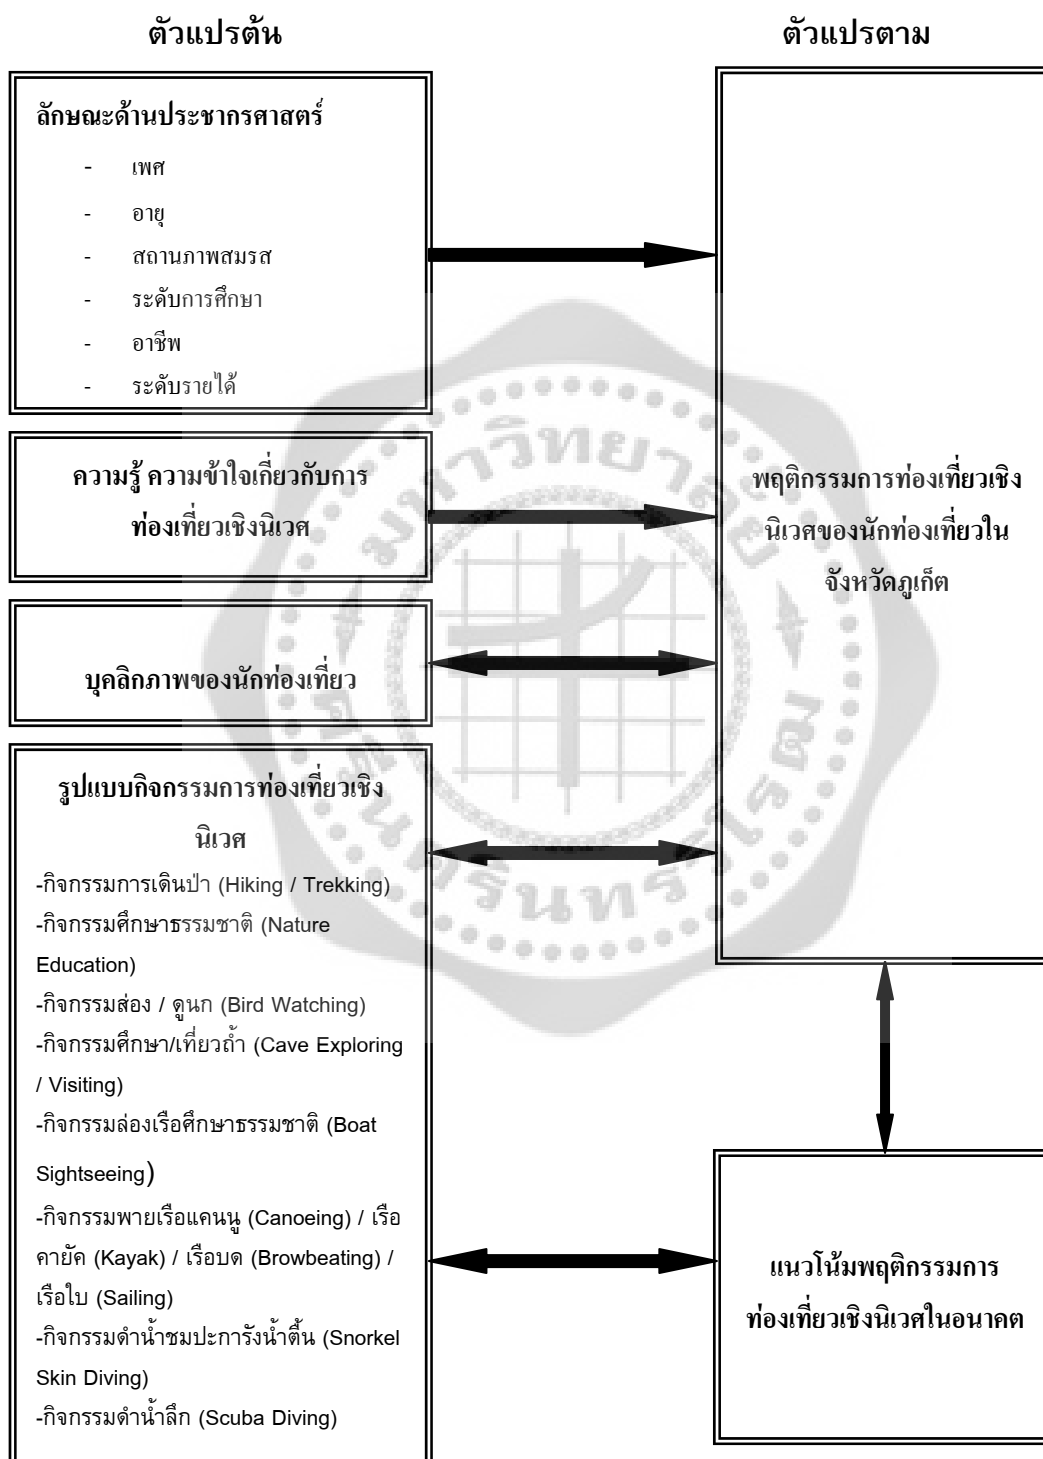 ตัวแปรต้น
ตัวแปรตาม
ลักษณะด้านประชากรศาสตร์
- เพศ
- อายุ
- สถานภาพสมรส
- ระดับการศึกษา
- อาชีพ
- ระดับรายได้
ความรู้ ความข้าใจเกี่ยวกับการ
ท่องเที่ยวเชิงนิเวศ
บุคลิกภาพของนักท่องเที่ยว
รูปแบบกิจกรรมการท่องเที่ยวเชิง
นิเวศ
-กิจกรรมการเดินป่า (Hiking / Trekking)
-กิจกรรมศึกษาธรรมชาติ (Nature
Education)
-กิจกรรมส่อง / ดูนก (Bird Watching)
-กิจกรรมศึกษา/เที่ยวถ้ำ (Cave Exploring
/ Visiting)
-กิจกรรมล่องเรือศึกษาธรรมชาติ (Boat
Sightseeing)
-กิจกรรมพายเรือแคนนู (Canoeing) / เรือ
คายัค (Kayak) / เรือบด (Browbeating) /
เรือใบ (Sailing)
-กิจกรรมดำน้ำชมปะการังน้ำตื้น (Snorkel
Skin Diving)
-กิจกรรมดำน้ำลึก (Scuba Diving)
พฤติกรรมการท่องเที่ยวเชิง
นิเวศของนักท่องเที่ยวใน
จังหวัดภูเก็ต
แนวโน้มพฤติกรรมการ
ท่องเที่ยวเชิงนิเวศในอนาคต
มหาวิทยาลัย
ศรีนครินทรวิโรฒ